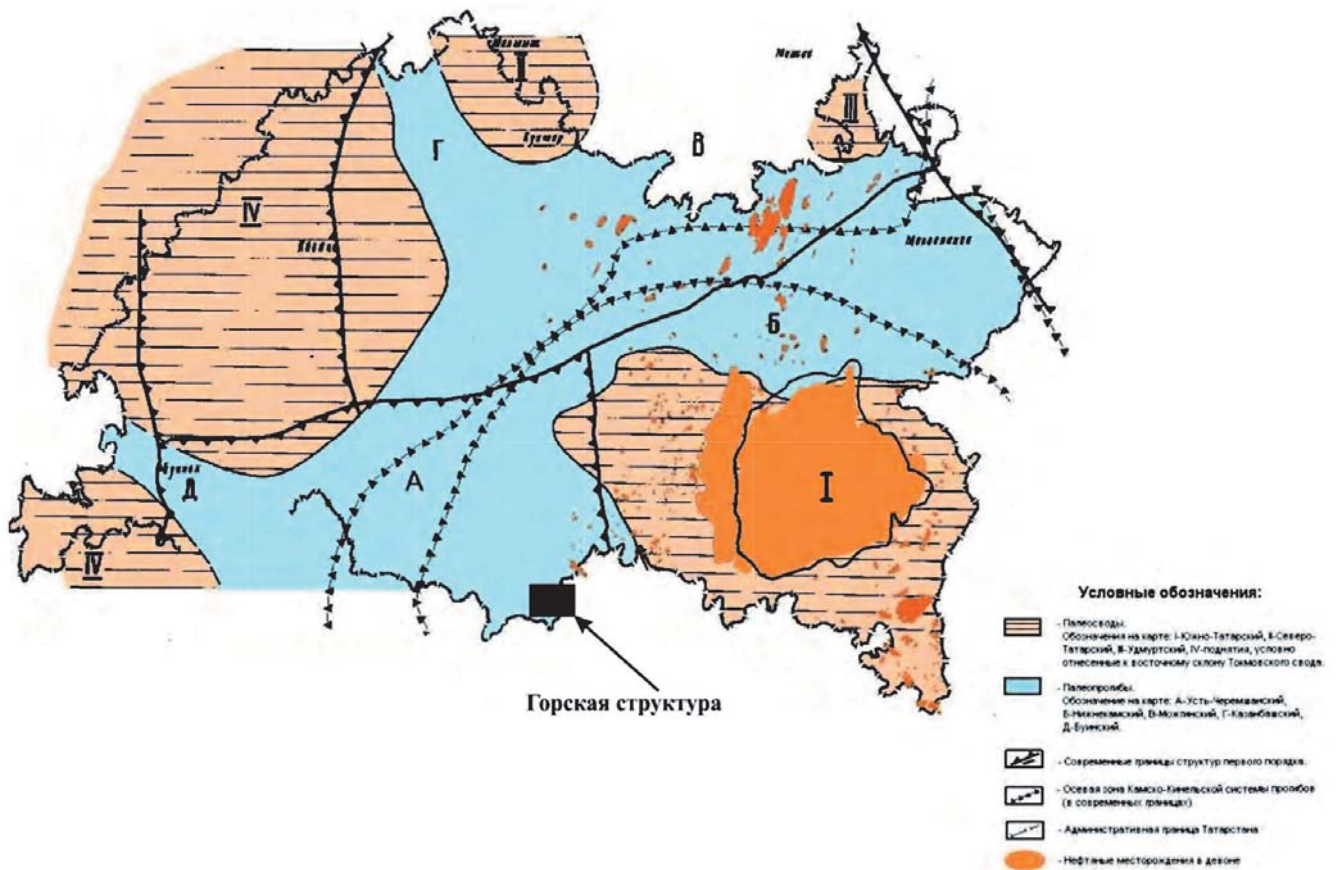 II
III
Г
В
IV
Б
А
I
Д
IV
Горская структура
Условные обозначения:
- Палеосводы.
Обозначения на карте: I-Южно-Татарский, II-Северо-
Татарский, III-Удмуртский, IV-поднятия, условно
отнесенные к восточному склону Токмовского свода.
- Палеопрогибы.
Обозначение на карте: А-Усть-Черемшанский,
Б-Нижнекамский, В-Можгинский, Г-Казанбашский,
Д-Буинский.
- Современные границы структур первого порядка.
- Осевая зона Камско-Кинельской системы прогибов
(в современных границах)
- Административная граница Татарстана
- Нефтяные месторождения в девоне